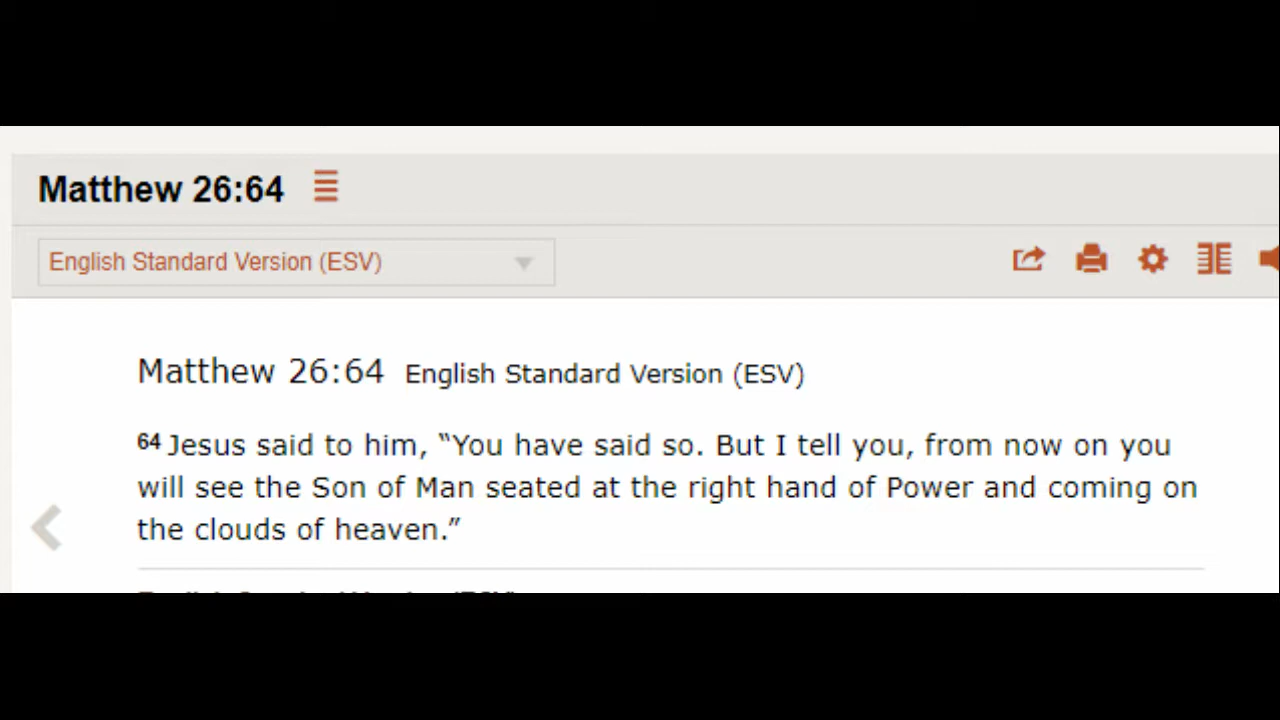 Matthew 26:64
English Standard Version (ESV)
Matthew 26:64 English Standard Version (ESV)
64 Jesus said to him, “You have said so. But I tell you, from now on you
will see the Son of Man seated at the right hand of Power and coming on
the clouds of heaven.”